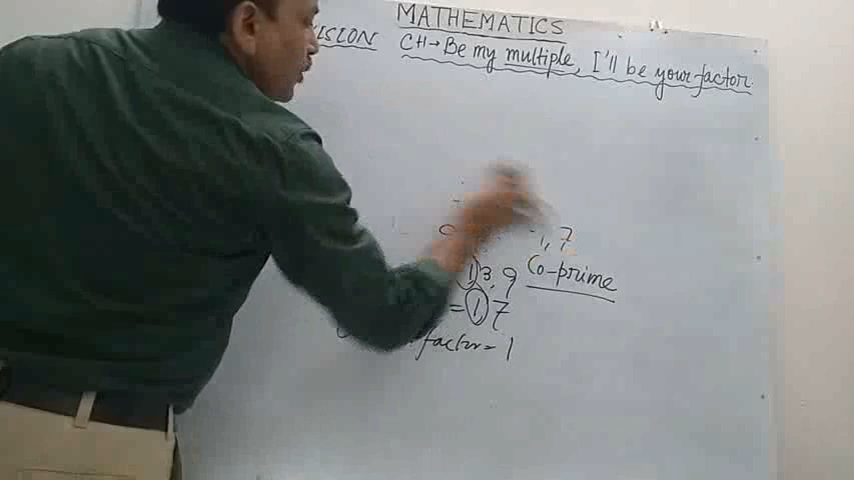 MATHEMATICS
CH→Be my multiple, I'll be your factor.
1, 7
1 3, 9 Co-prime
= 1 7
factor = 1